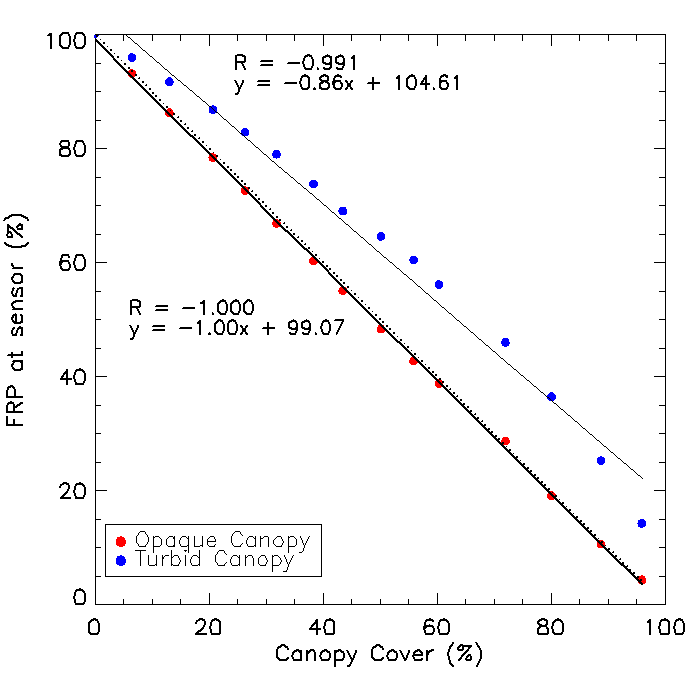 100
80
60
40
20
0
FRP at sensor (%)
R = −0.991
y = −0.86x + 104.61
R = −1.000
y = −1.00x + 99.07
Opaque Canopy
Turbid Canopy
0 20 40 60 80 100
Canopy Cover (%)